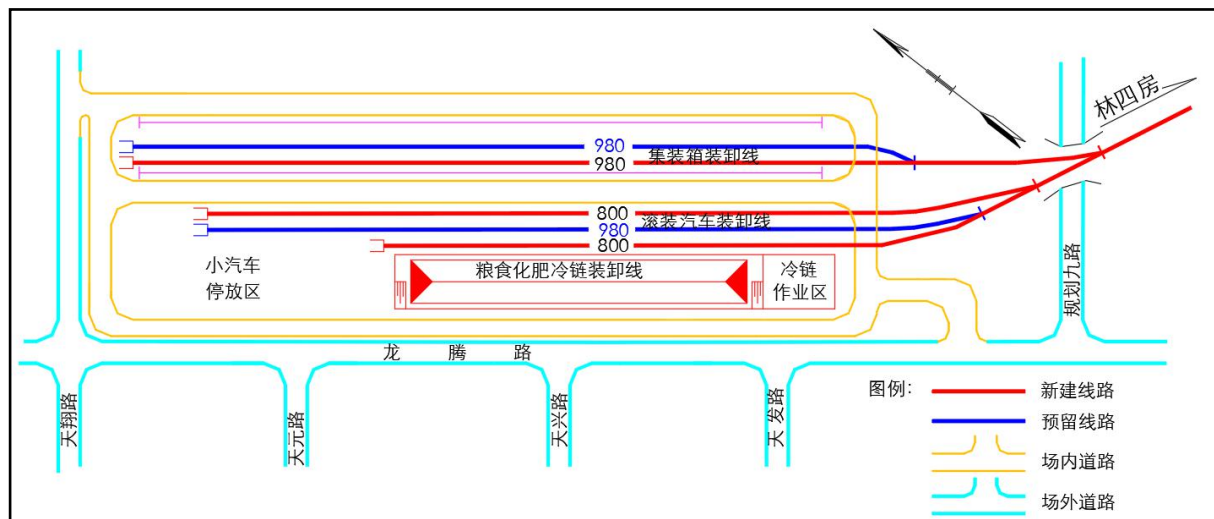 林四房
980
980
集装箱装卸线
800
滚装汽车装卸线
980
800
小汽车
停放区
粮食化肥冷链装卸线
冷链
作业区
规划九路
龙腾路
天翔路
天元路
天兴路
天发路
图例：
新建线路
预留线路
场内道路
场外道路